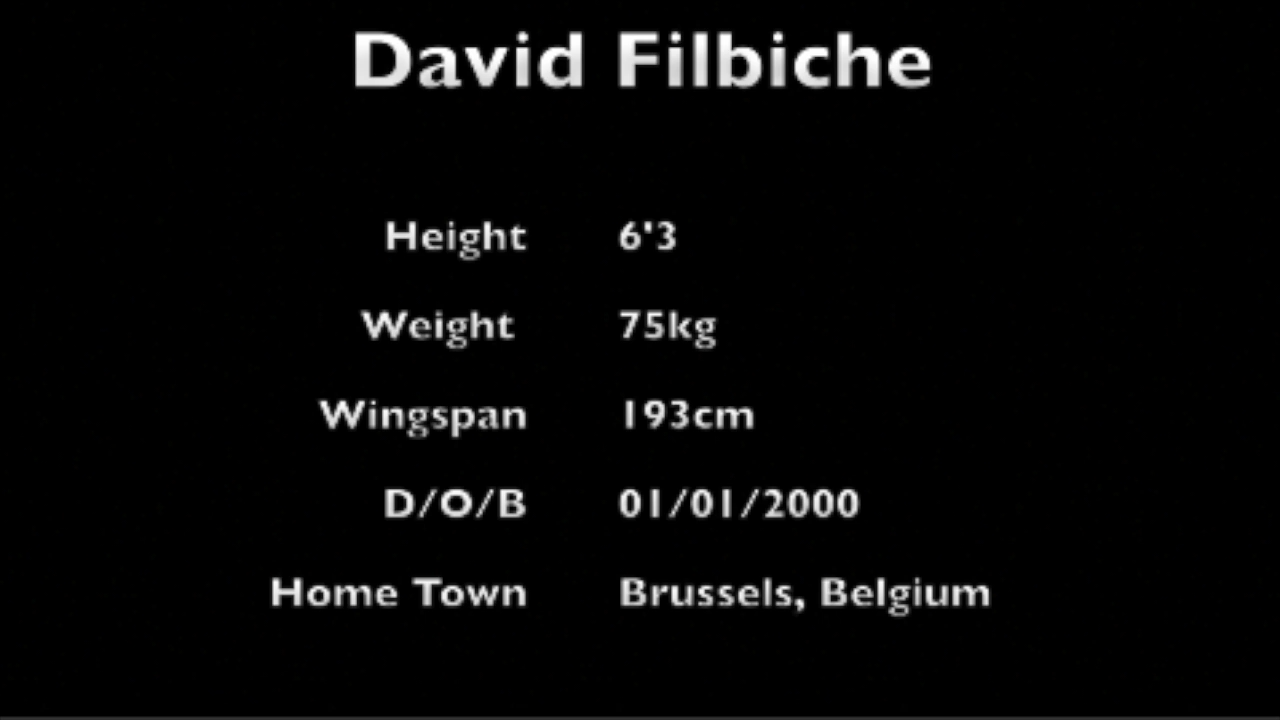 David Filbiche
Height 6'3
Weight 75kg
Wingspan 193cm
D/O/B 01/01/2000
Home Town Brussels, Belgium